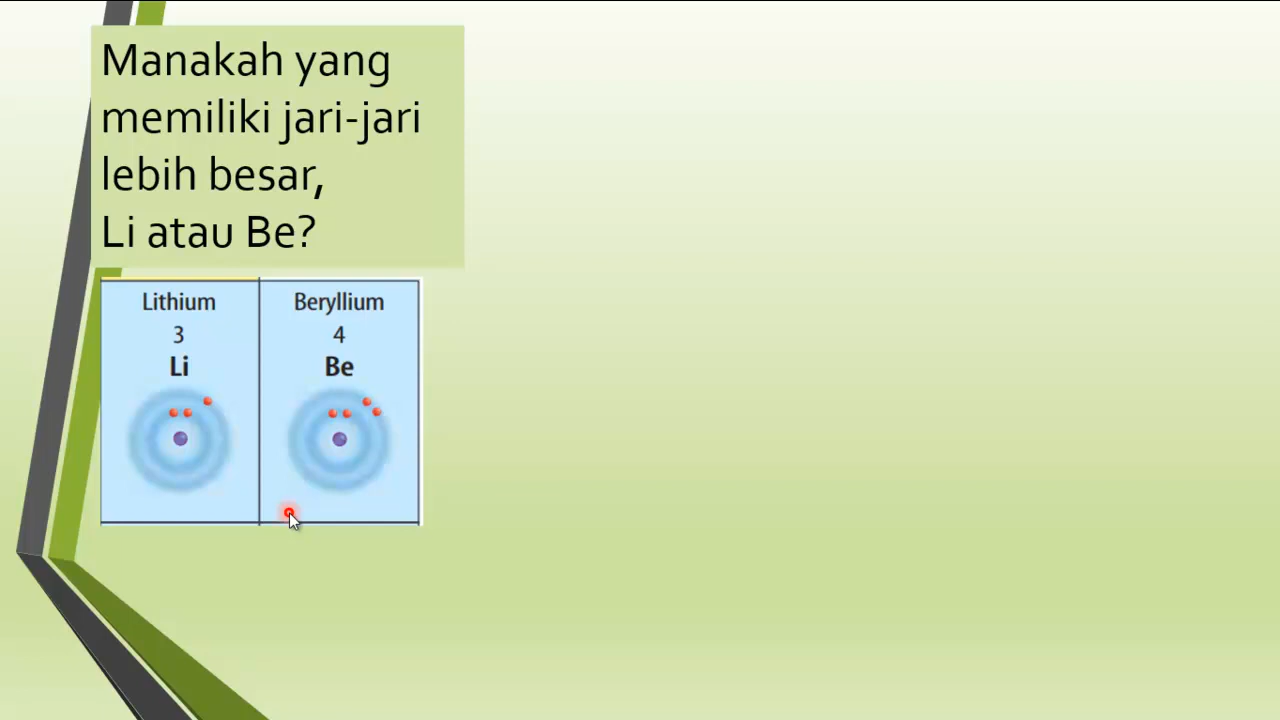 Manakah yang
memiliki jari-jari
lebih besar,
Li atau Be?
Lithium
3
Li
Beryllium
4
Be